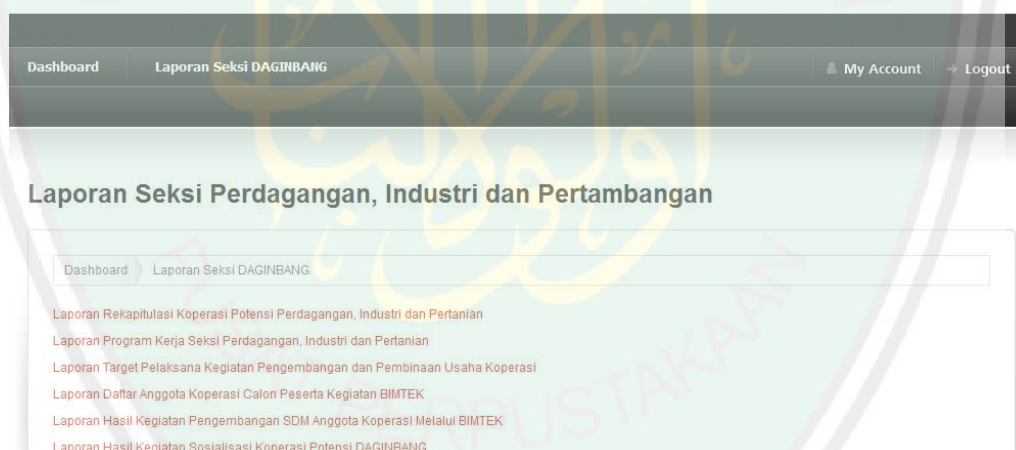 Dashboard Laporan Seksi DAGINBANG My Account Logout
Laporan Seksi Perdagangan, Industri dan Pertambangan
Dashboard Laporan Seksi DAGINBANG
Laporan Rekapitulasi Koperasi Potensi Perdagangan, Industri dan Pertanian
Laporan Program Kerja Seksi Perdagangan, Industri dan Pertanian
Laporan Target Pelaksana Kegiatan Pengembangan dan Pembinaan Usaha Koperasi
Laporan Daftar Anggota Koperasi Calon Peserta Kegiatan BIMTEK
Laporan Hasil Kegiatan Pengembangan SDM Anggota Koperasi Melalui BIMTEK
Laporan Hasil Kegiatan Sosialisasi Koperasi Potensi DAGINBANG